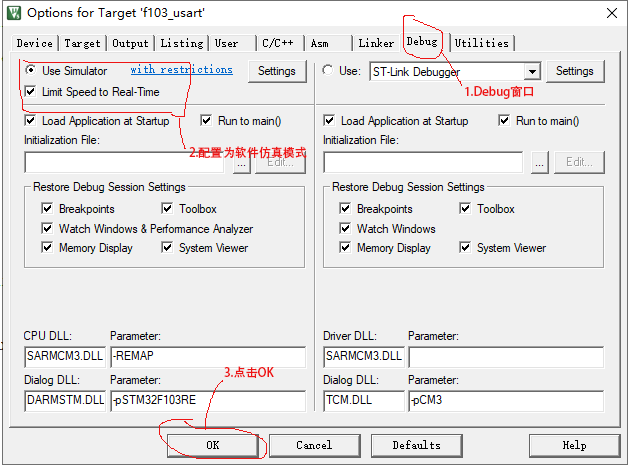 Options for Target 'f103_usart'
Device Target Output Listing User C/C++ Asm Linker Debug Utilities
Use Simulator with restrictions Settings Use: ST-Link Debugger Settings
1.Debug窗口
Limit Speed to Real-Time
Load Application at Startup Run to main() Load Application at Startup Run to main()
Initialization File: Initialization File:
2.配置为软件仿真模式
... Edit... ... Edit...
Restore Debug Session Settings Restore Debug Session Settings
Breakpoints Toolbox Breakpoints Toolbox
Watch Windows & Performance Analyzer Watch Windows
Memory Display System Viewer Memory Display System Viewer
CPU DLL: Parameter: Driver DLL: Parameter:
SARMCM3.DLL -REMAP SARMCM3.DLL
3.点击OK
Dialog DLL: Parameter: Dialog DLL: Parameter:
DARMSTM.DLL -pSTM32F103RE TCM.DLL -pCM3
OK Cancel Defaults Help